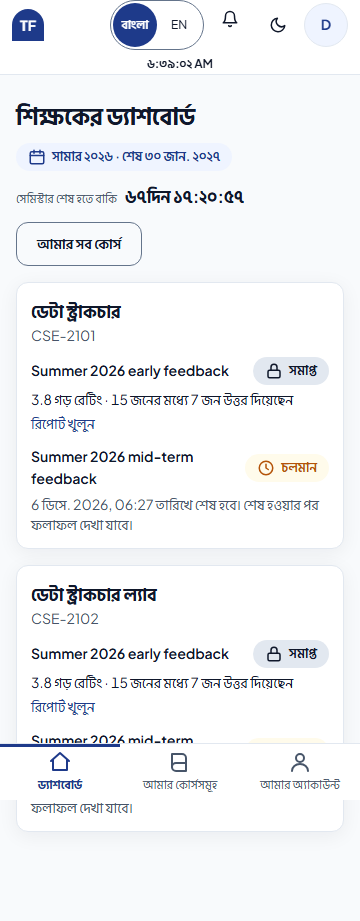 TF
বাংলা
EN
D
৬:৩৯:০২ AM
শিক্ষকের ড্যাশবোর্ড
সামার ২০২৬ · শেষ ৩০ জান. ২০২৭
সেমিস্টার শেষ হতে বাকি ৬৭দিন ১৭:২০:৫৭
আমার সব কোর্স
ডেটা স্ট্রাকচার
CSE-2101
Summer 2026 early feedback
সমাপ্ত
3.8 গড় রেটিং · 15 জনের মধ্যে 7 জন উত্তর দিয়েছেন
রিপোর্ট খুলুন
Summer 2026 mid-term
feedback
চলমান
6 ডিসে. 2026, 06:27 তারিখে শেষ হবে। শেষ হওয়ার পর
ফলাফল দেখা যাবে।
ডেটা স্ট্রাকচার ল্যাব
CSE-2102
Summer 2026 early feedback
সমাপ্ত
3.8 গড় রেটিং · 15 জনের মধ্যে 7 জন উত্তর দিয়েছেন
রিপোর্ট খুলুন
Summer 2026 mid-term
ড্যাশবোর্ড
আমার কোর্সসমূহ
আমার অ্যাকাউন্ট
ফলাফল দেখা যাবে।